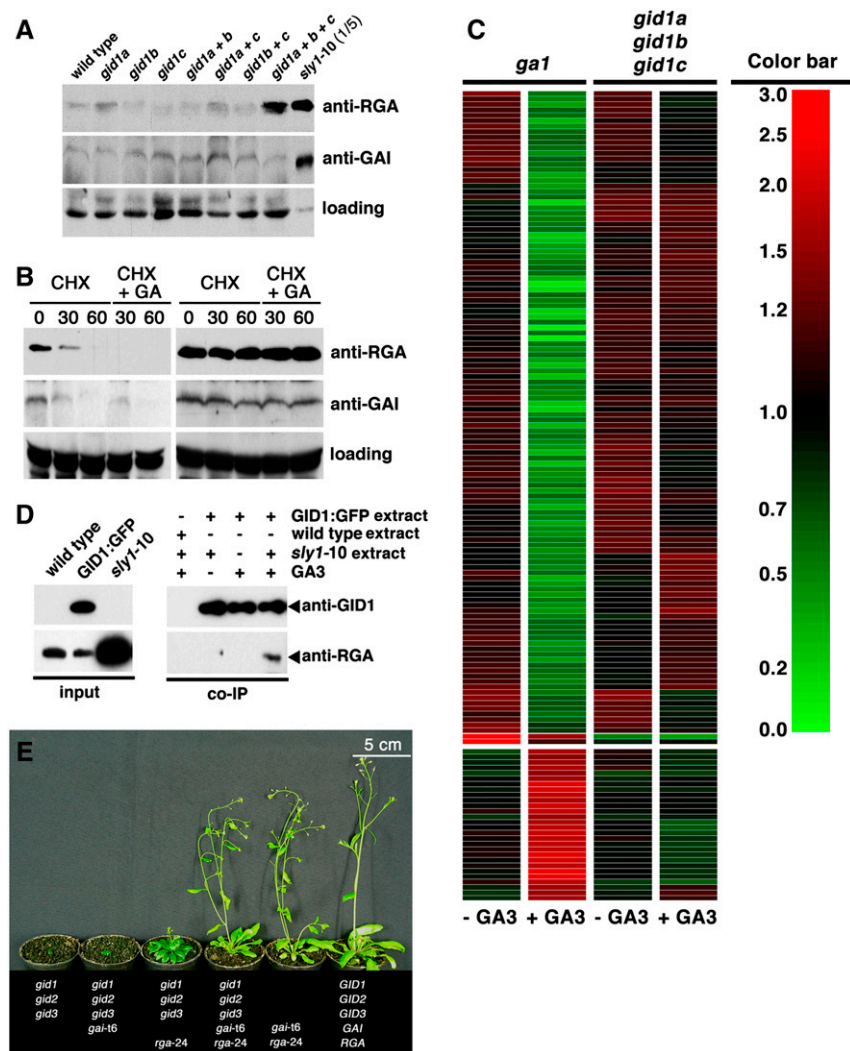 A
wild type
gid1a
gid1b
gid1c
gid1a + b
gid1a + c
gid1b + c
gid1a + b + c
sly1-10 (1/5)
anti-RGA
anti-GAI
loading
B
CHX
CHX + GA
CHX
CHX + GA
0 30 60 30 60 0 30 60 30 60
anti-RGA
anti-GAI
loading
C
ga1
gid1a
gid1b
gid1c
Color bar
3.0
2.5
2.0
1.5
1.2
1.0
0.7
0.5
0.2
0.0
- GA3 + GA3 - GA3 + GA3
D
wild type
GID1:GFP
sly1-10
- + + + GID1:GFP extract
+ - - - wild type extract
+ + - + sly1-10 extract
+ - + + GA3
anti-GID1
anti-RGA
input
co-IP
E
5 cm
gid1 gid1 gid1 gid1 GID1
gid2 gid2 gid2 gid2 GID2
gid3 gid3 gid3 gid3 GID3
gai-t6 gai-t6 gai-t6 GAI
rga-24 rga-24 rga-24 RGA